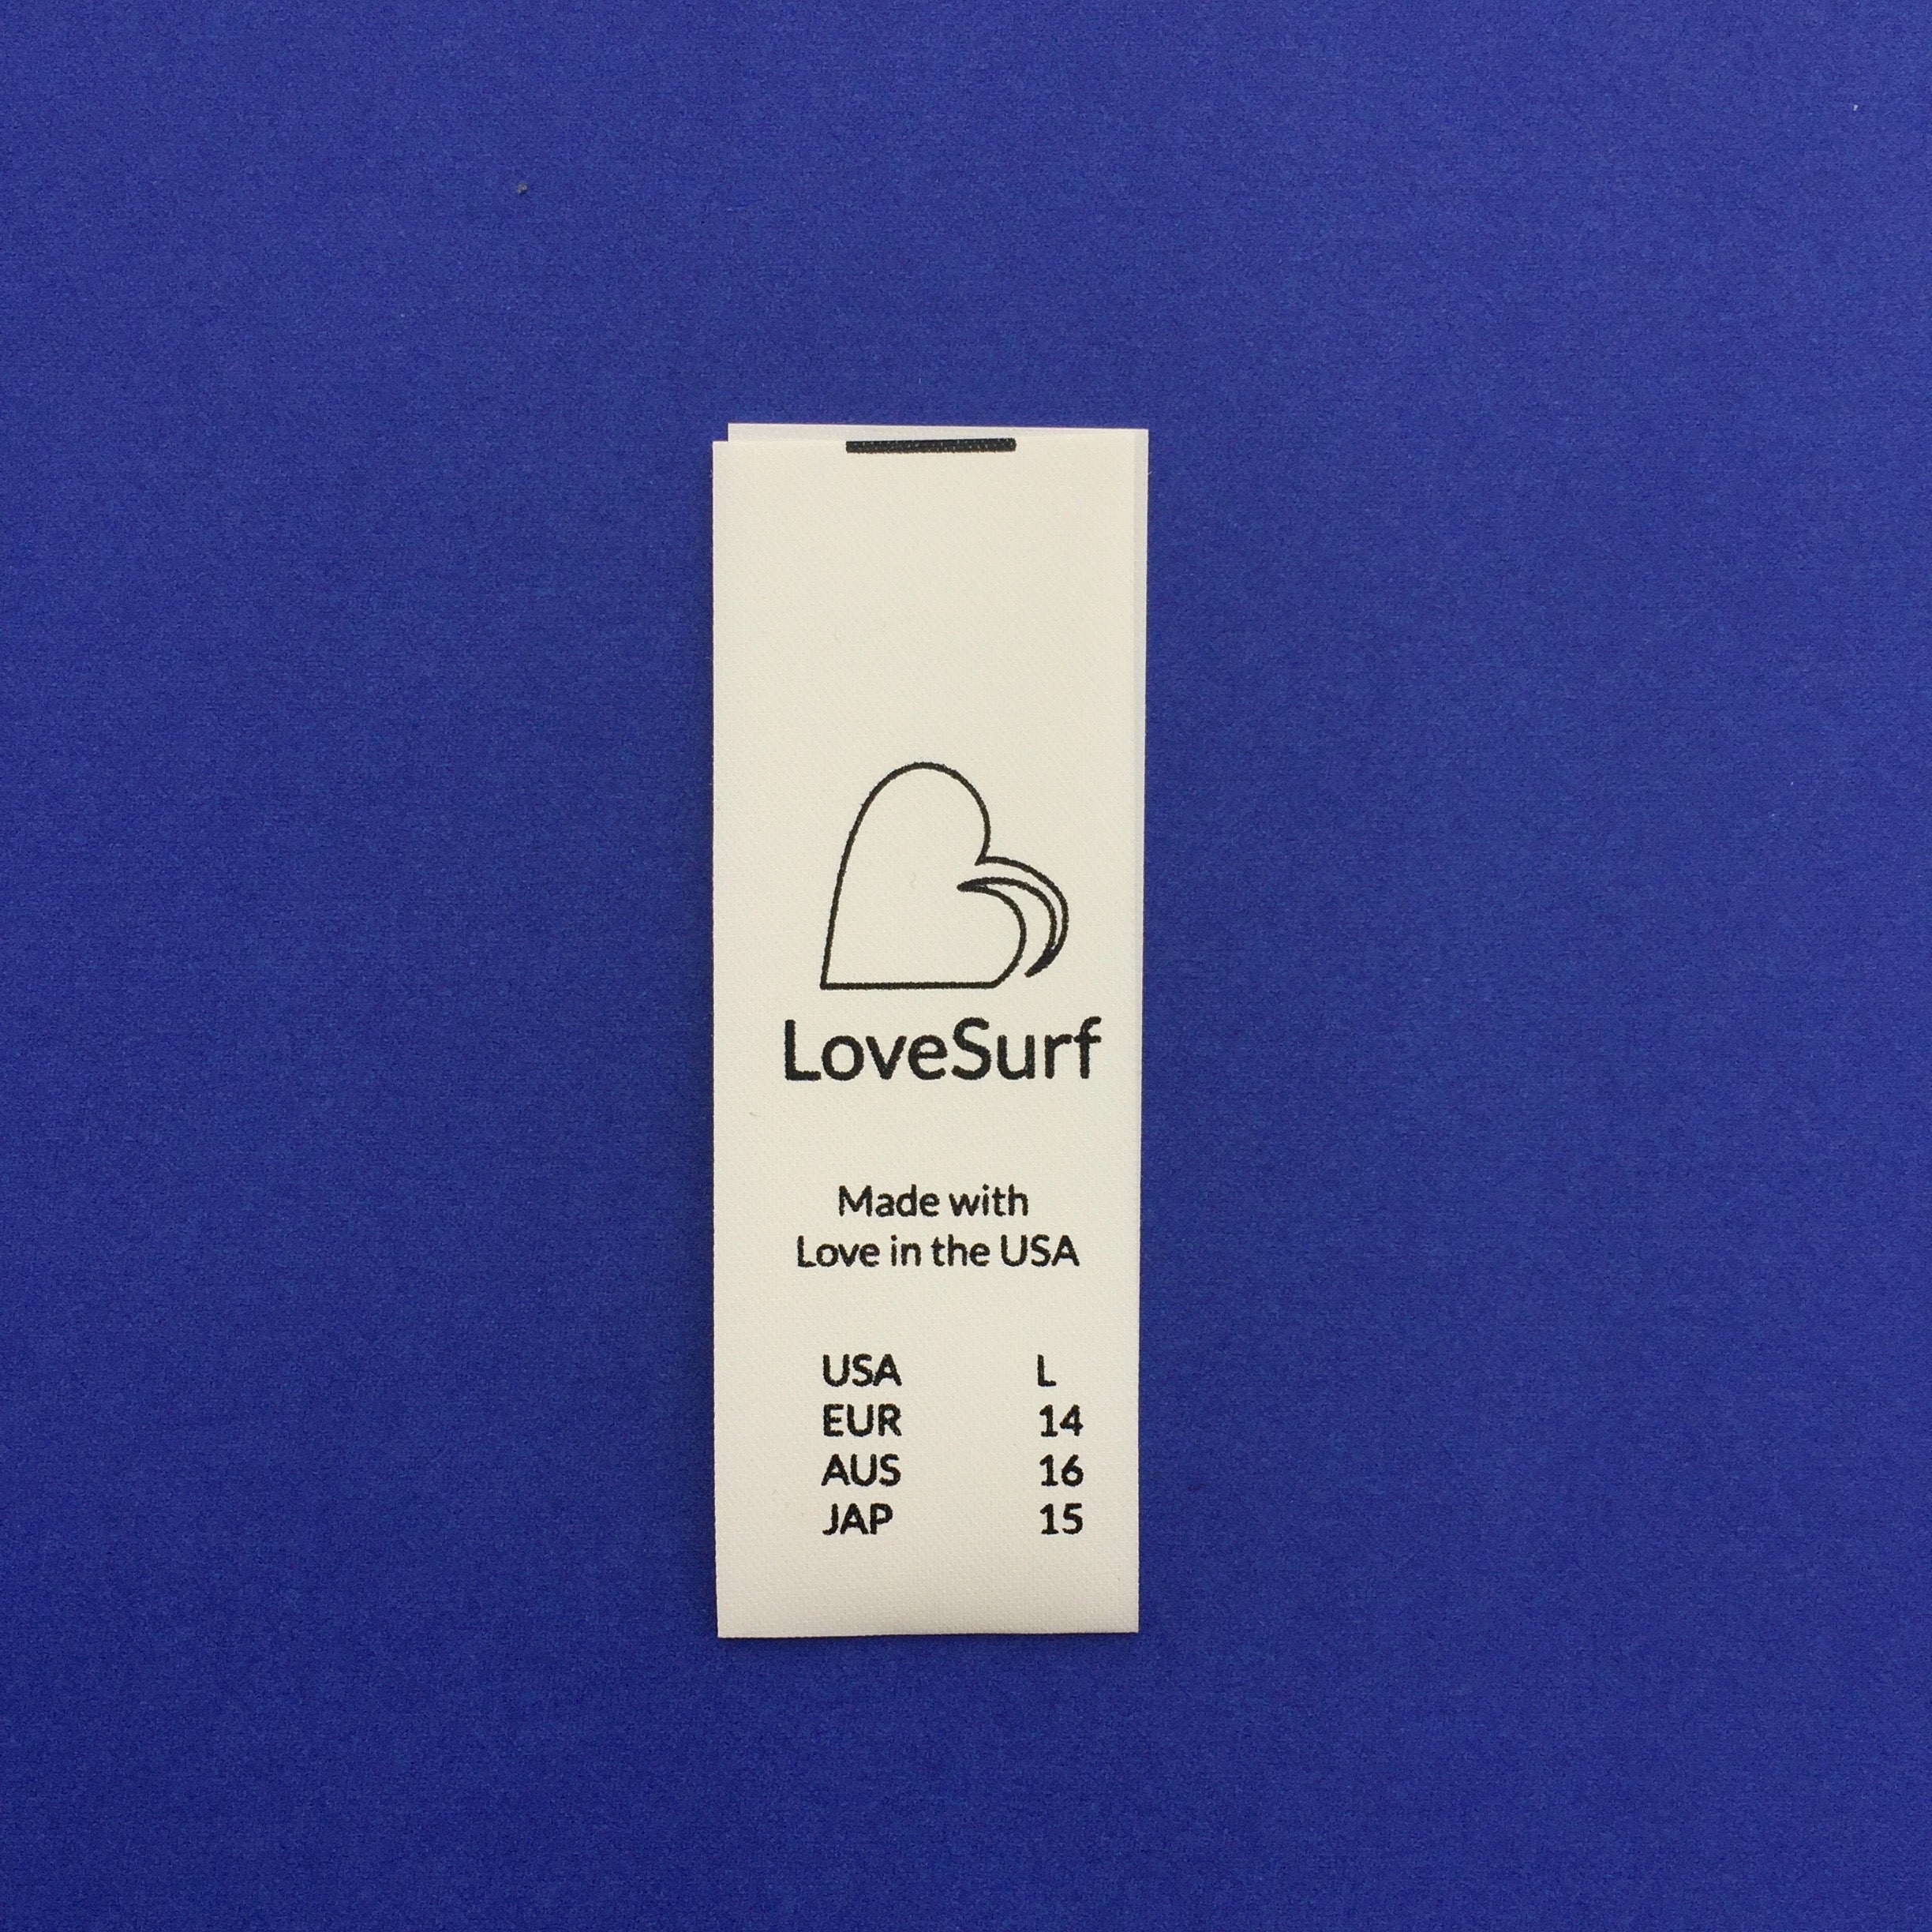 LoveSurf
Made with
Love in the USA
USA L
EUR 14
AUS 16
JAP 15